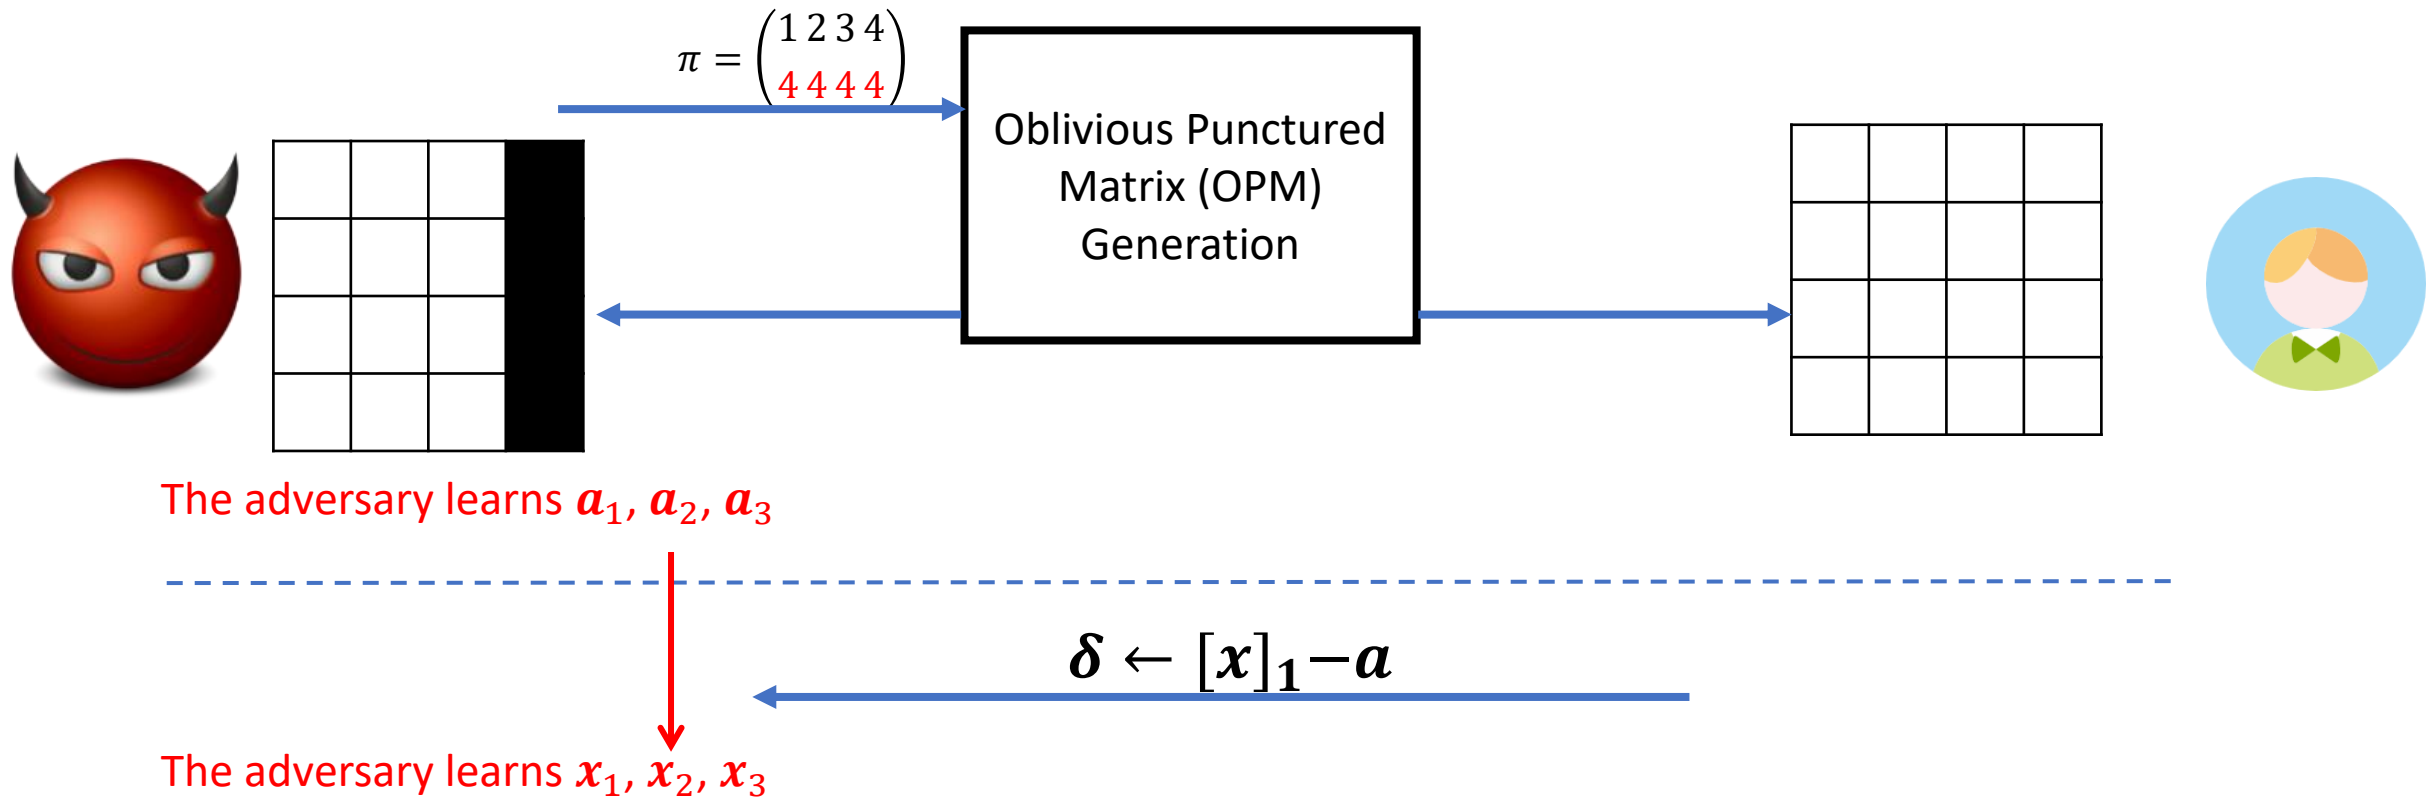 π = (1 2 3 4
4 4 4 4)
Oblivious Punctured
Matrix (OPM)
Generation
The adversary learns a₁, a₂, a₃
δ ← [x]₁−a
The adversary learns x₁, x₂, x₃